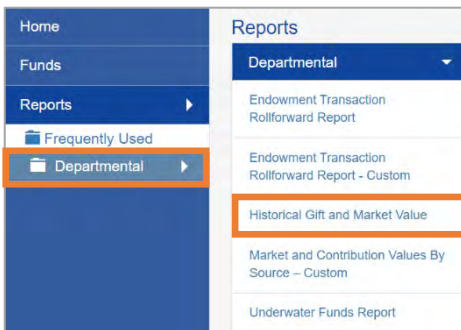 Home
Funds
Reports
Frequently Used
Departmental
Reports
Departmental
Endowment Transaction
Rollforward Report
Endowment Transaction
Rollforward Report - Custom
Historical Gift and Market Value
Market and Contribution Values By
Source – Custom
Underwater Funds Report